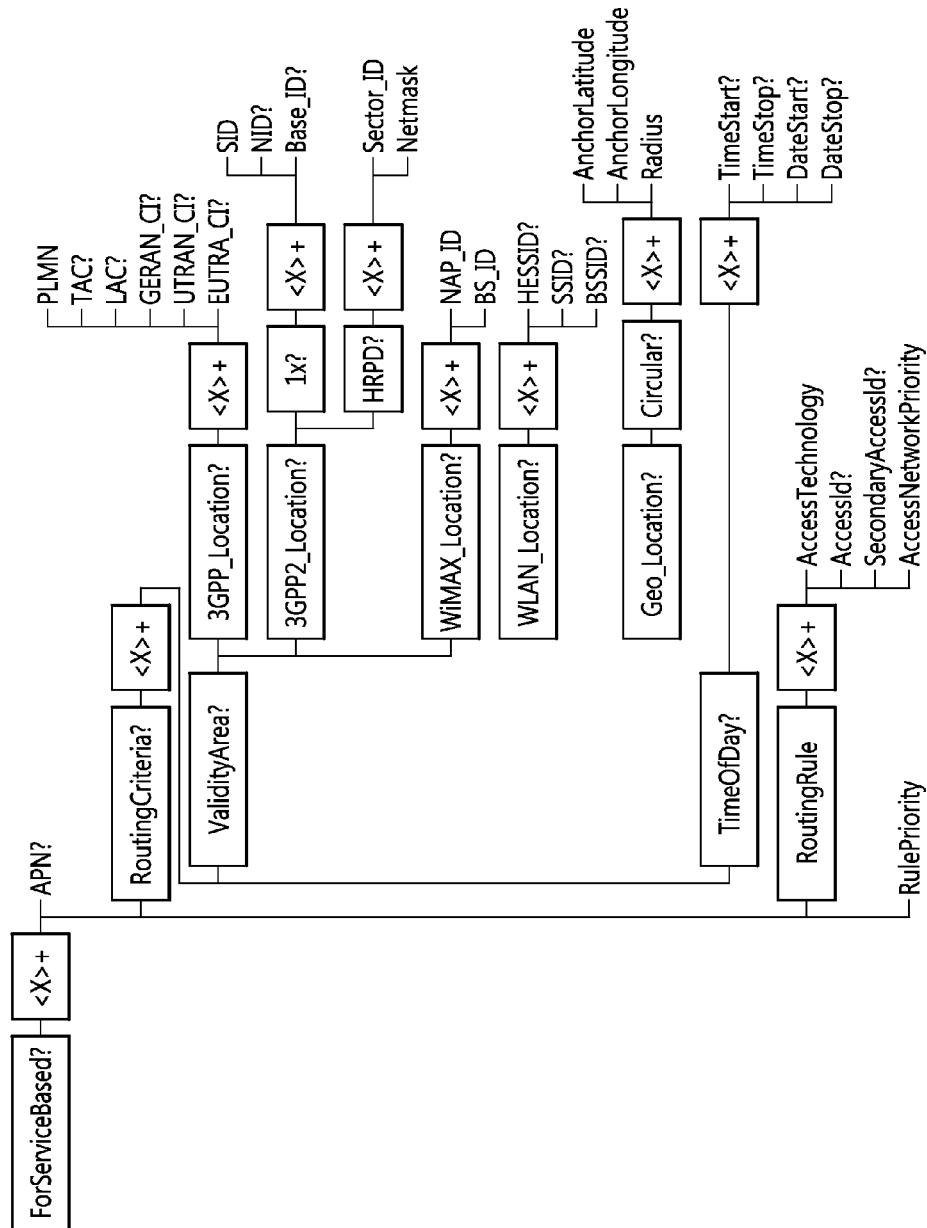 ForServiceBased?
<X>+
APN?
RoutingCriteria?
<X>+
ValidityArea?
3GPP_Location?
<X>+
PLMN
TAC?
LAC?
GERAN_CI?
UTRAN_CI?
EUTRA_CI?
3GPP2_Location?
1x?
<X>+
SID
NID?
Base_ID?
HRPD?
<X>+
Sector_ID
Netmask
WiMAX_Location?
<X>+
NAP_ID
BS_ID
WLAN_Location?
<X>+
HESSID?
SSID?
BSSID?
Geo_Location?
Circular?
<X>+
AnchorLatitude
AnchorLongitude
Radius
TimeOfDay?
<X>+
TimeStart?
TimeStop?
DateStart?
DateStop?
RoutingRule
<X>+
AccessTechnology
AccessId?
SecondaryAccessId?
AccessNetworkPriority
RulePriority